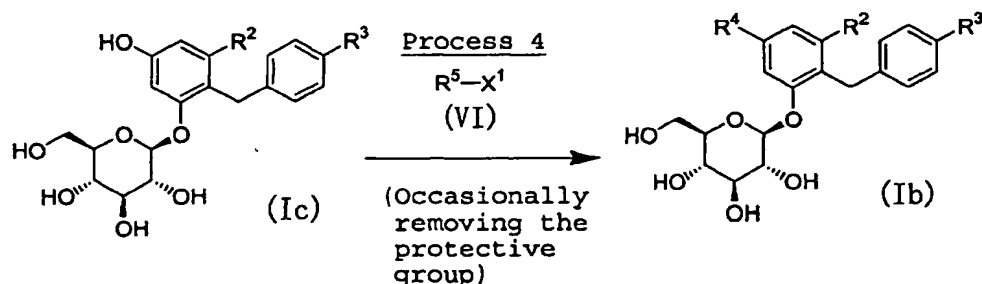 HO R² R³
O
O
HO
HO OH
OH
(Ic)
Process 4
R⁵—X¹
(VI)
(Occasionally
removing the
protective
group)
R⁴ R² R³
O
O
HO
HO OH
OH
(Ib)